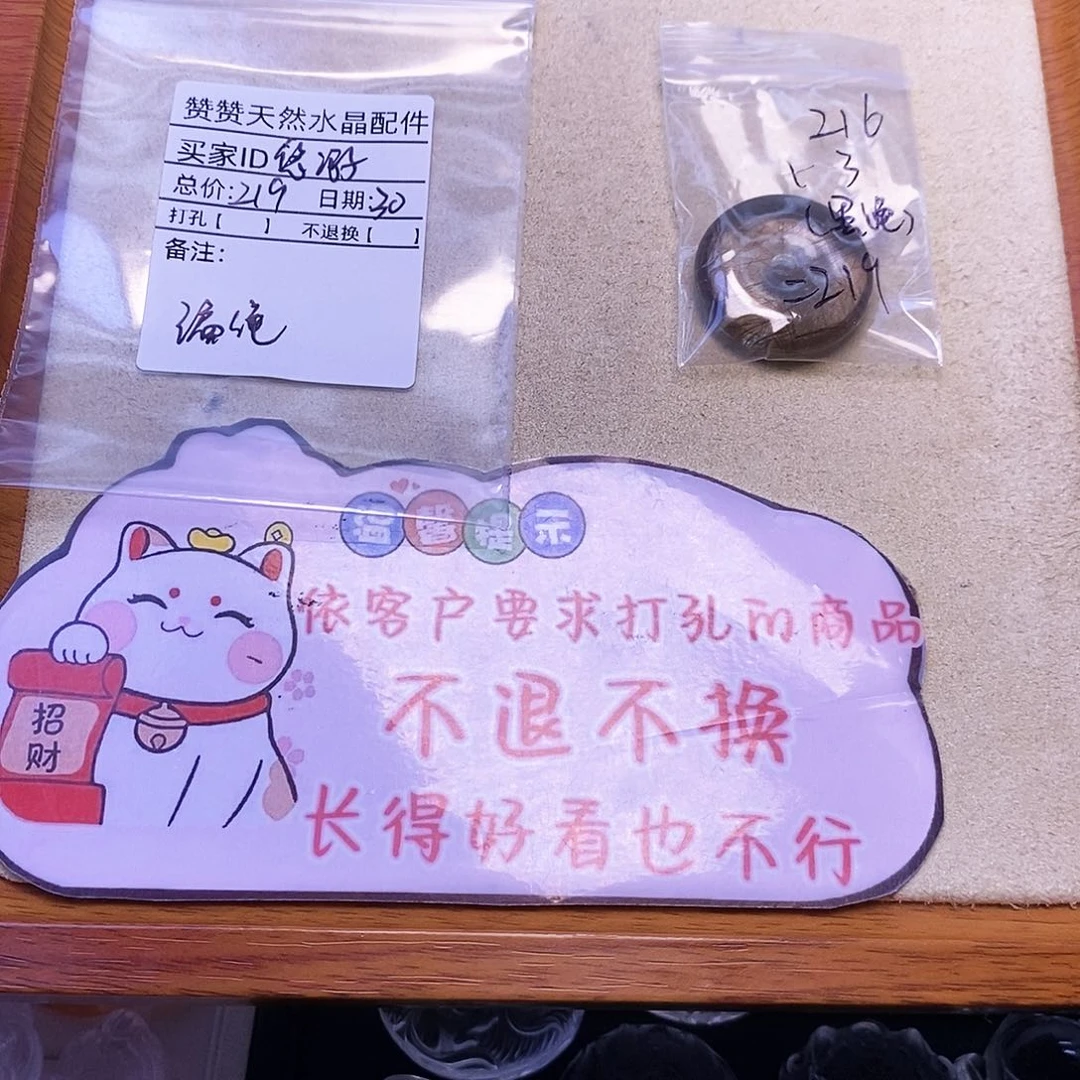 赞赞天然水晶配件
买家ID悠游
总价:219 日期:30
打孔【 】 不退换【 】
备注:
编绳
216
+3
(黑绳)
=219
温馨提示
依客户要求打孔的商品
不退不换
长得好看也不行
招财